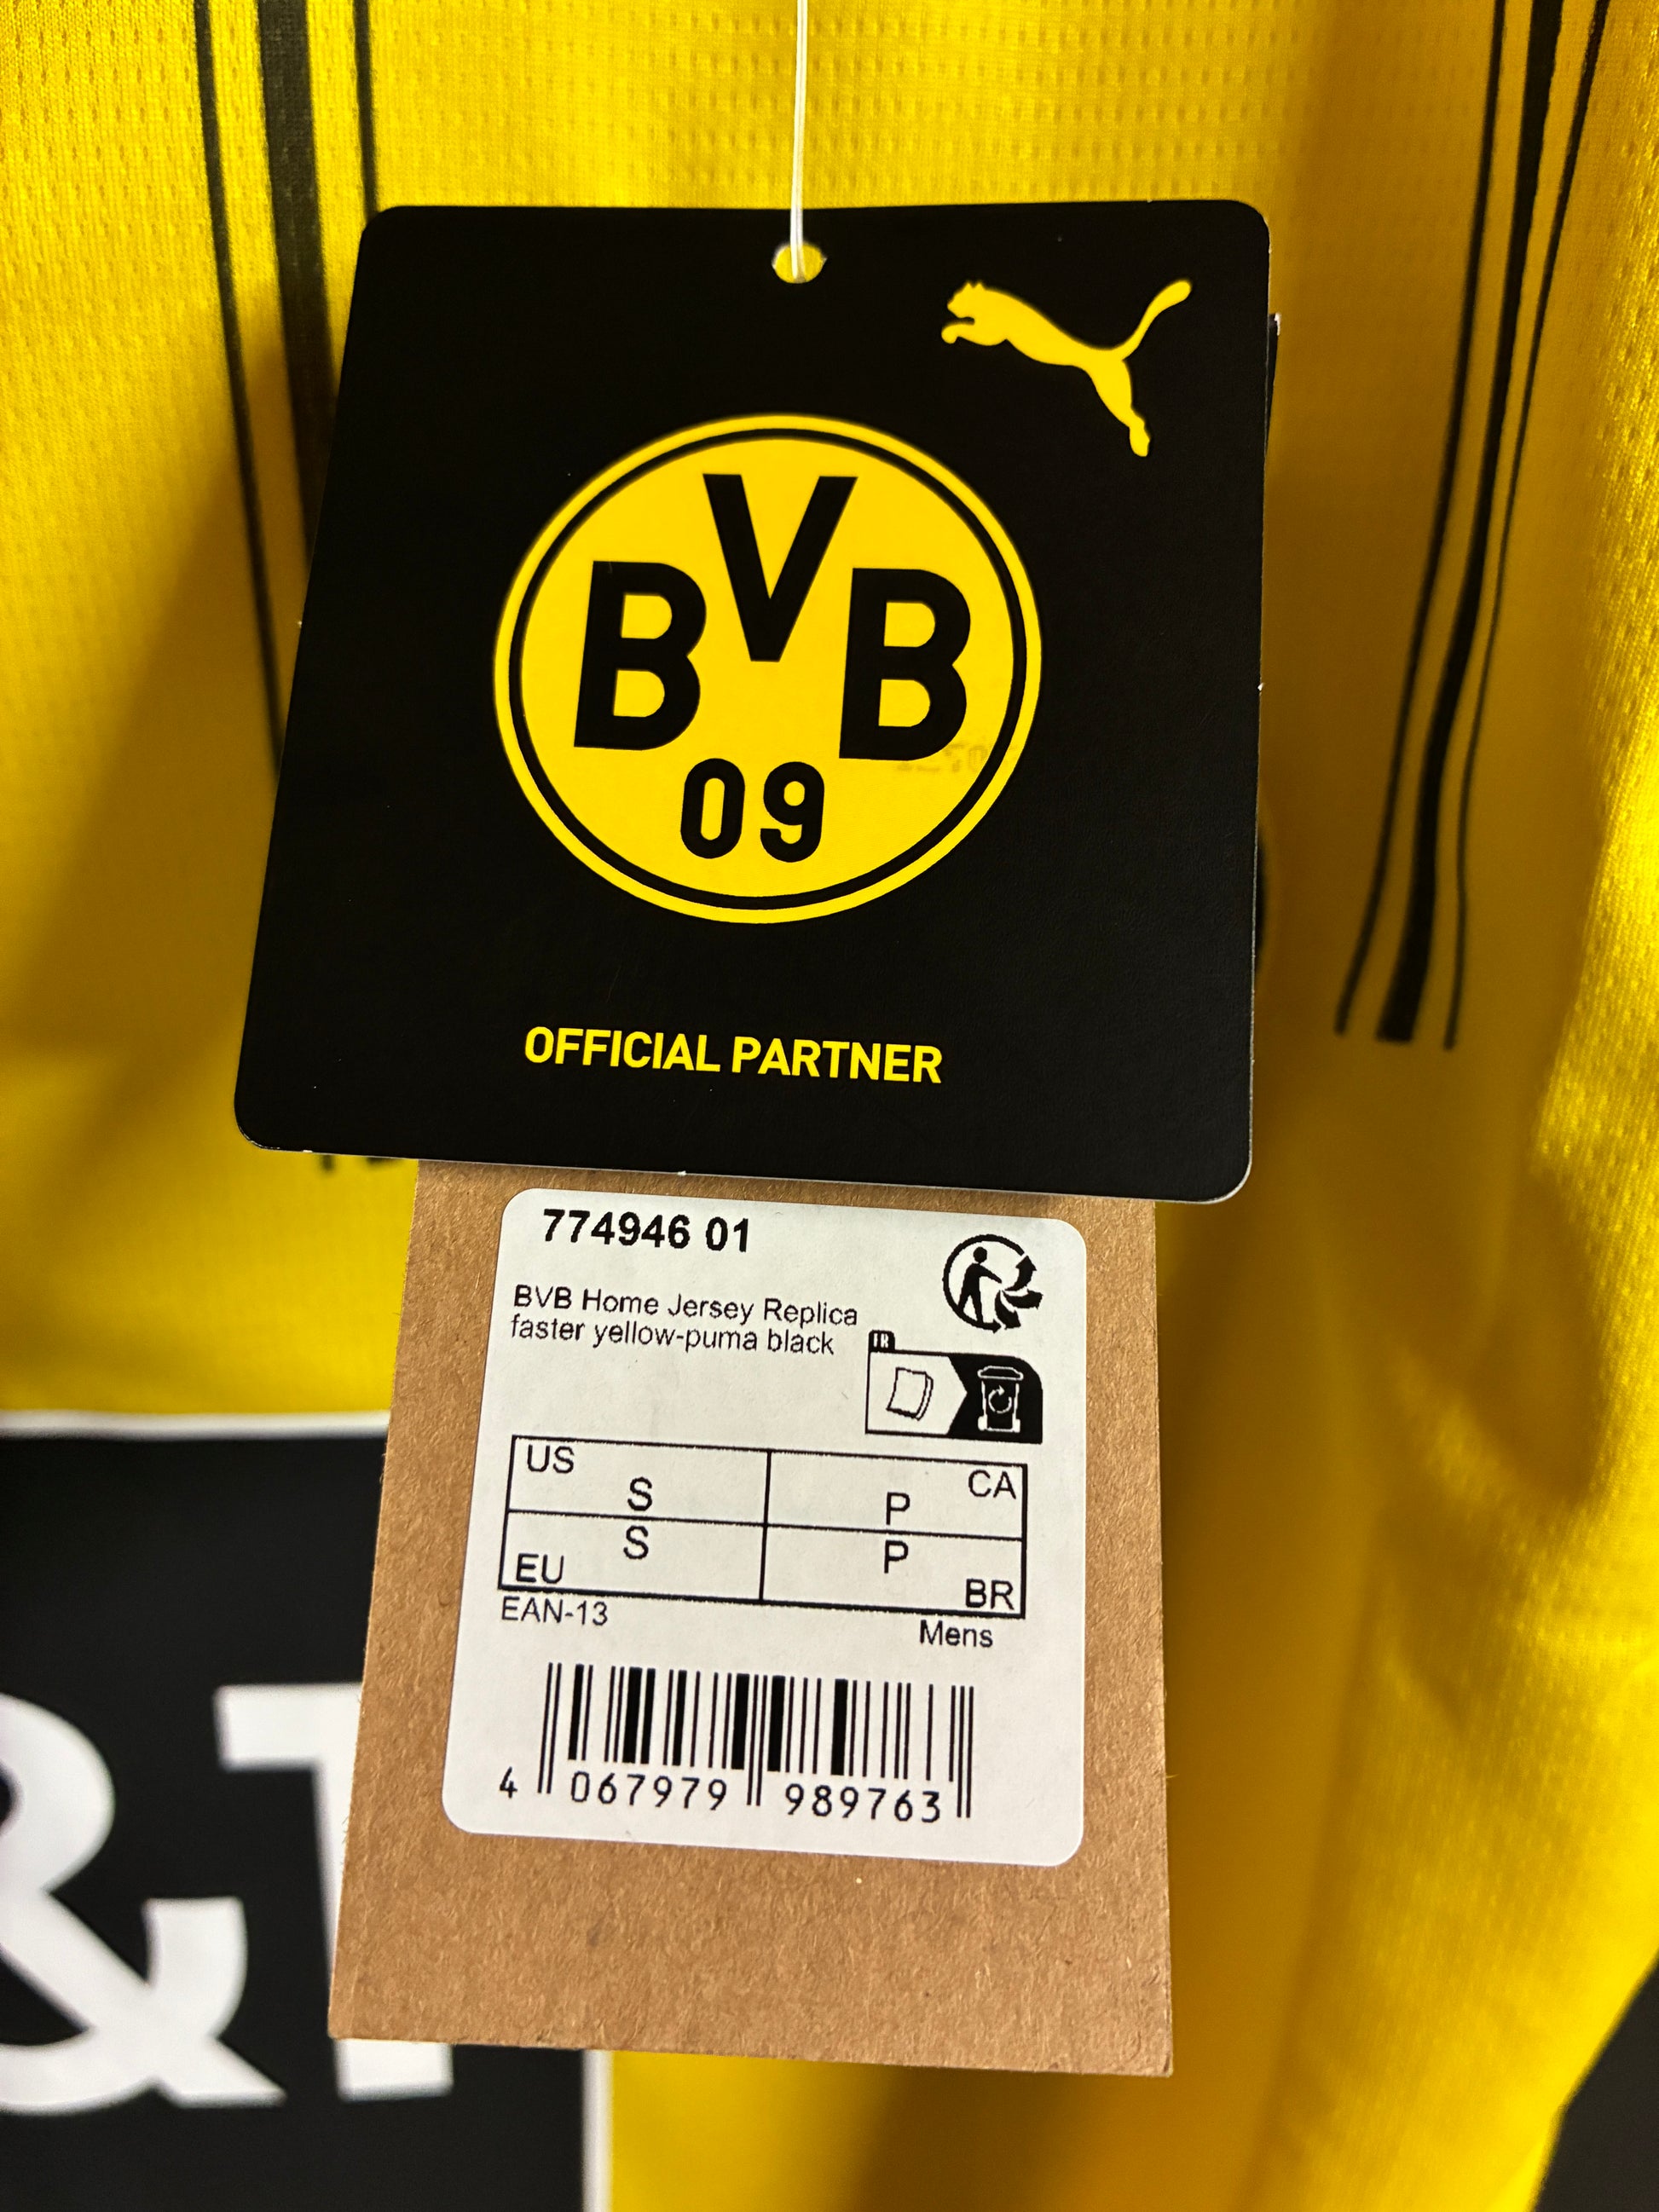 BVB
09
OFFICIAL PARTNER
774946 01
BVB Home Jersey Replica
faster yellow-puma black
FR
US S P CA
EU S P BR
EAN-13 Mens
4 067979 989763
&T